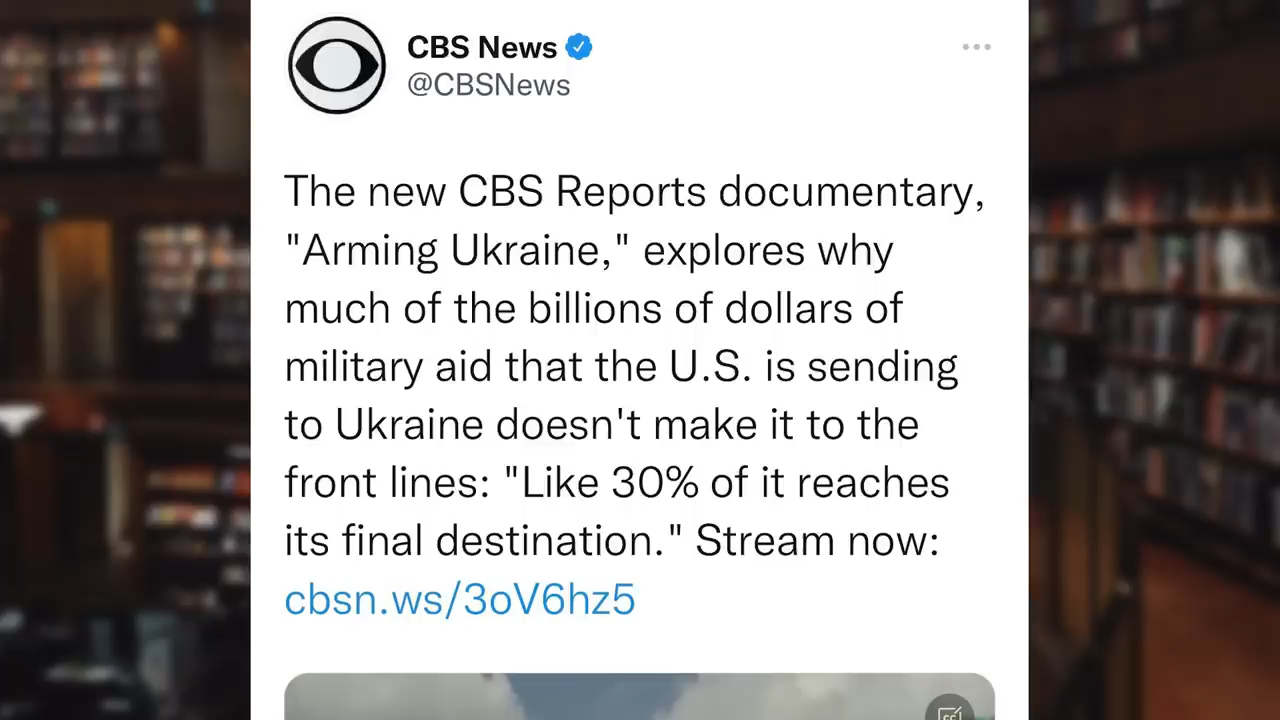 CBS News
@CBSNews
The new CBS Reports documentary,
"Arming Ukraine," explores why
much of the billions of dollars of
military aid that the U.S. is sending
to Ukraine doesn't make it to the
front lines: "Like 30% of it reaches
its final destination." Stream now:
cbsn.ws/3oV6hz5